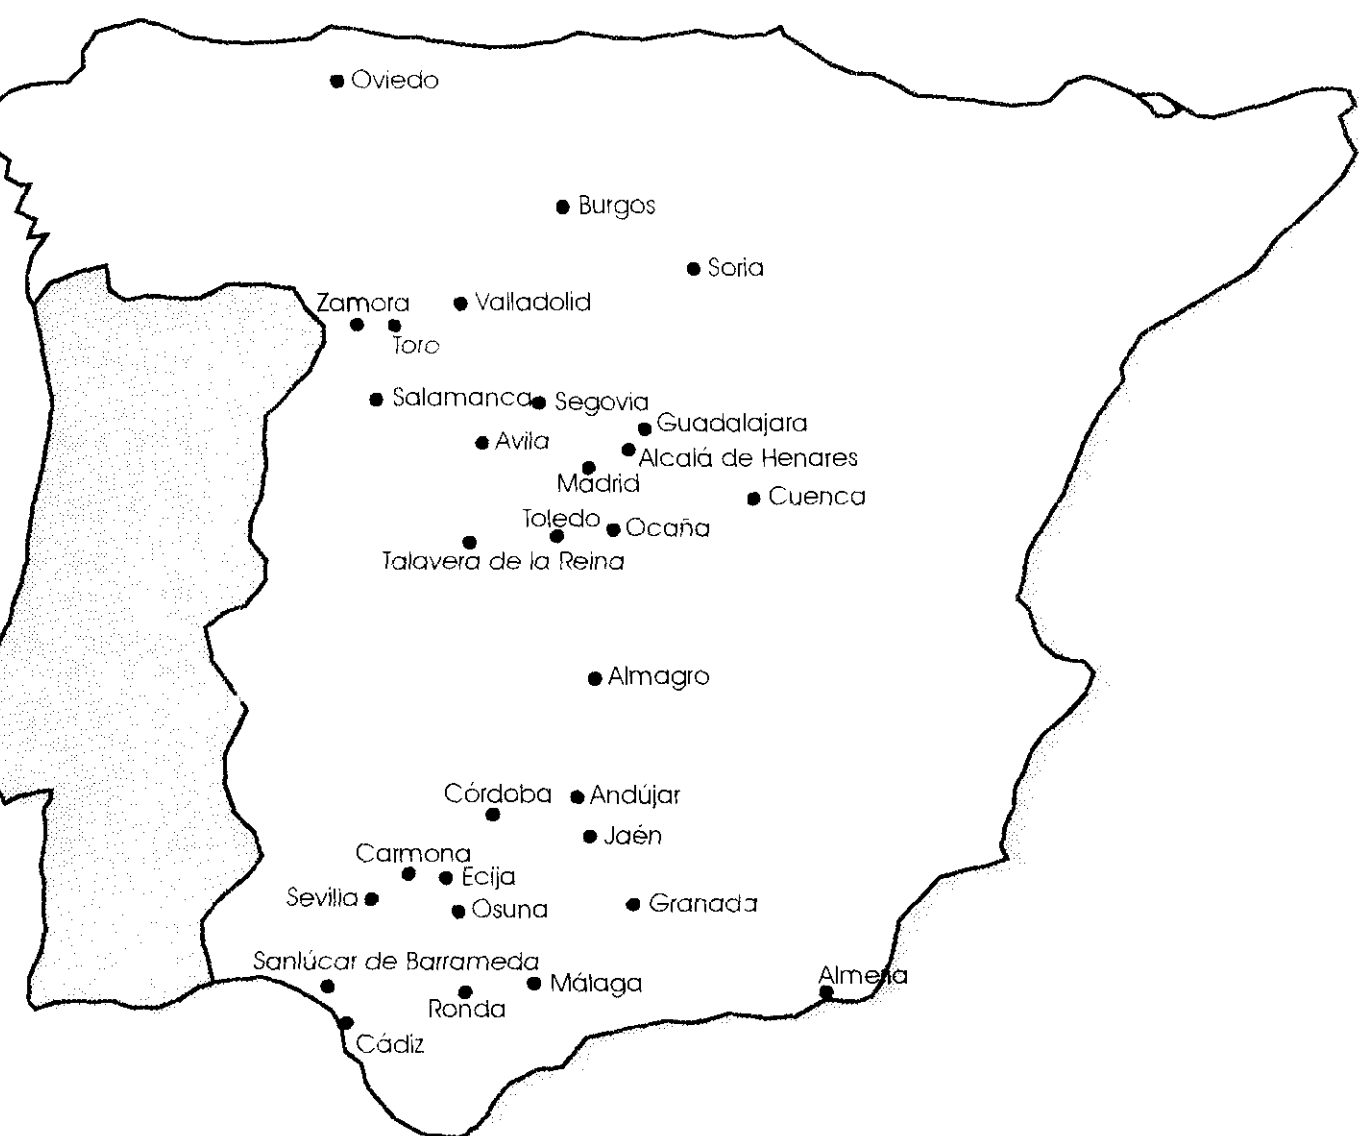 Oviedo
Burgos
Soria
Zamora
Valladolid
Toro
Salamanca
Segovia
Guadalajara
Avila
Alcalá de Henares
Madrid
Cuenca
Toledo
Ocaña
Talavera de la Reina
Almagro
Córdoba
Andújar
Jaén
Carmona
Ecija
Sevilla
Osuna
Granada
Sanlúcar de Barrameda
Málaga
Almería
Ronda
Cádiz